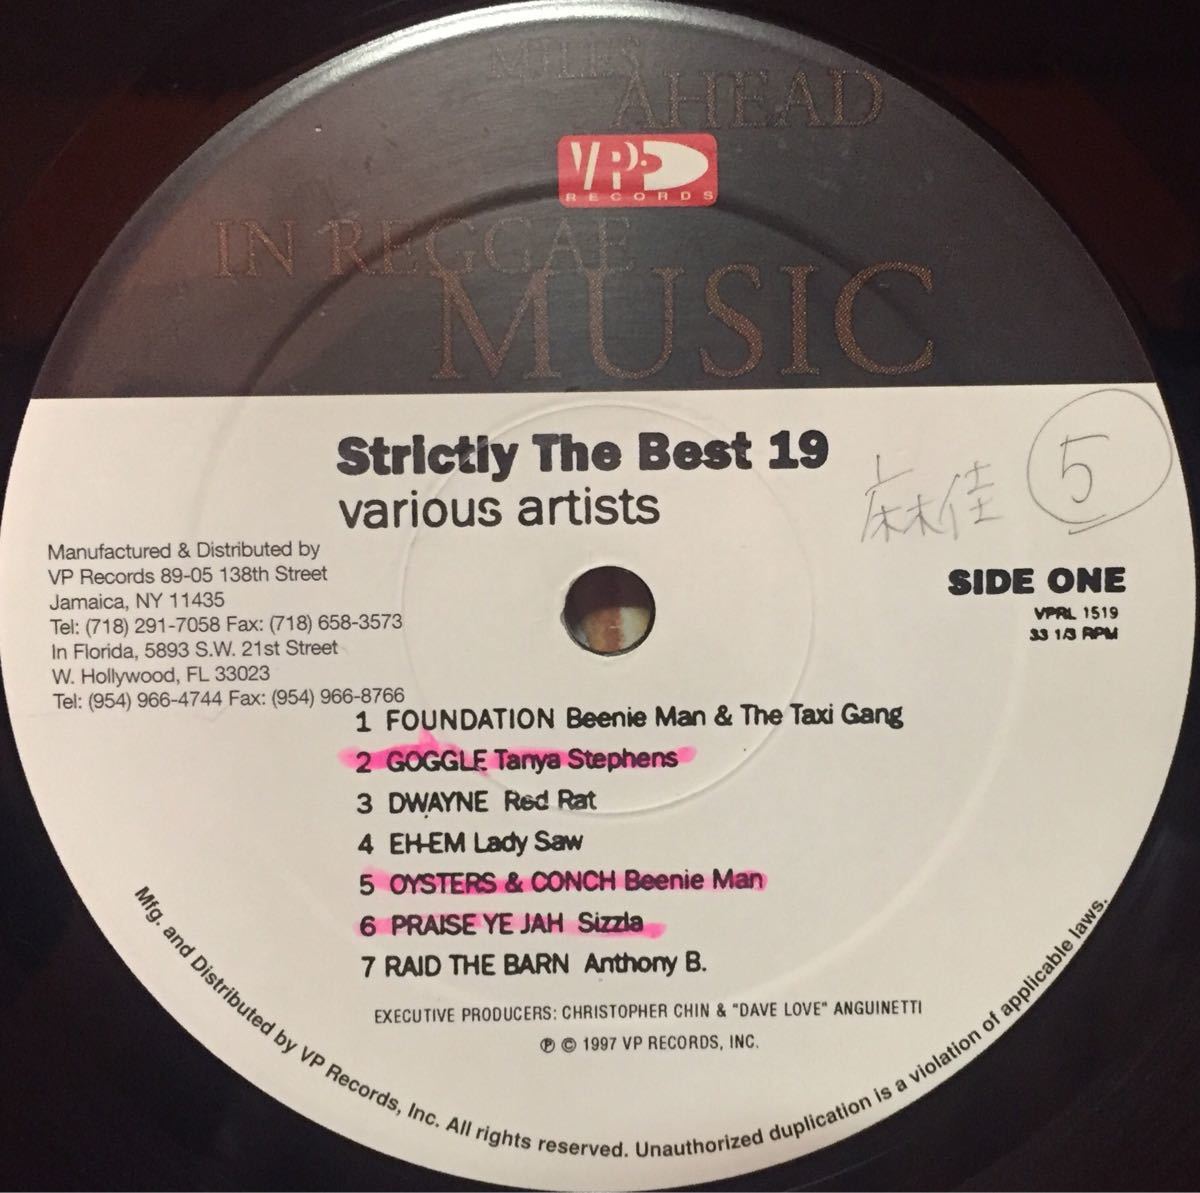 MILES
AHEAD
VP
RECORDS
IN REGGAE
MUSIC
Strictly The Best 19
various artists
麻佳 5
Manufactured & Distributed by
VP Records 89-05 138th Street
Jamaica, NY 11435
Tel: (718) 291-7058 Fax: (718) 658-3573
In Florida, 5893 S.W. 21st Street
W. Hollywood, FL 33023
Tel: (954) 966-4744 Fax: (954) 966-8766
SIDE ONE
VPRL 1519
33 1/3 RPM
1 FOUNDATION Beenie Man & The Taxi Gang
2 GOGGLE Tanya Stephens
3 DWAYNE Red Rat
4 EH-EM Lady Saw
5 OYSTERS & CONCH Beenie Man
6 PRAISE YE JAH Sizzla
7 RAID THE BARN Anthony B.
EXECUTIVE PRODUCERS: CHRISTOPHER CHIN & "DAVE LOVE" ANGUINETTI
℗ © 1997 VP RECORDS, INC.
Mfg. and Distributed by VP Records, Inc. All rights reserved. Unauthorized duplication is a violation of applicable laws.